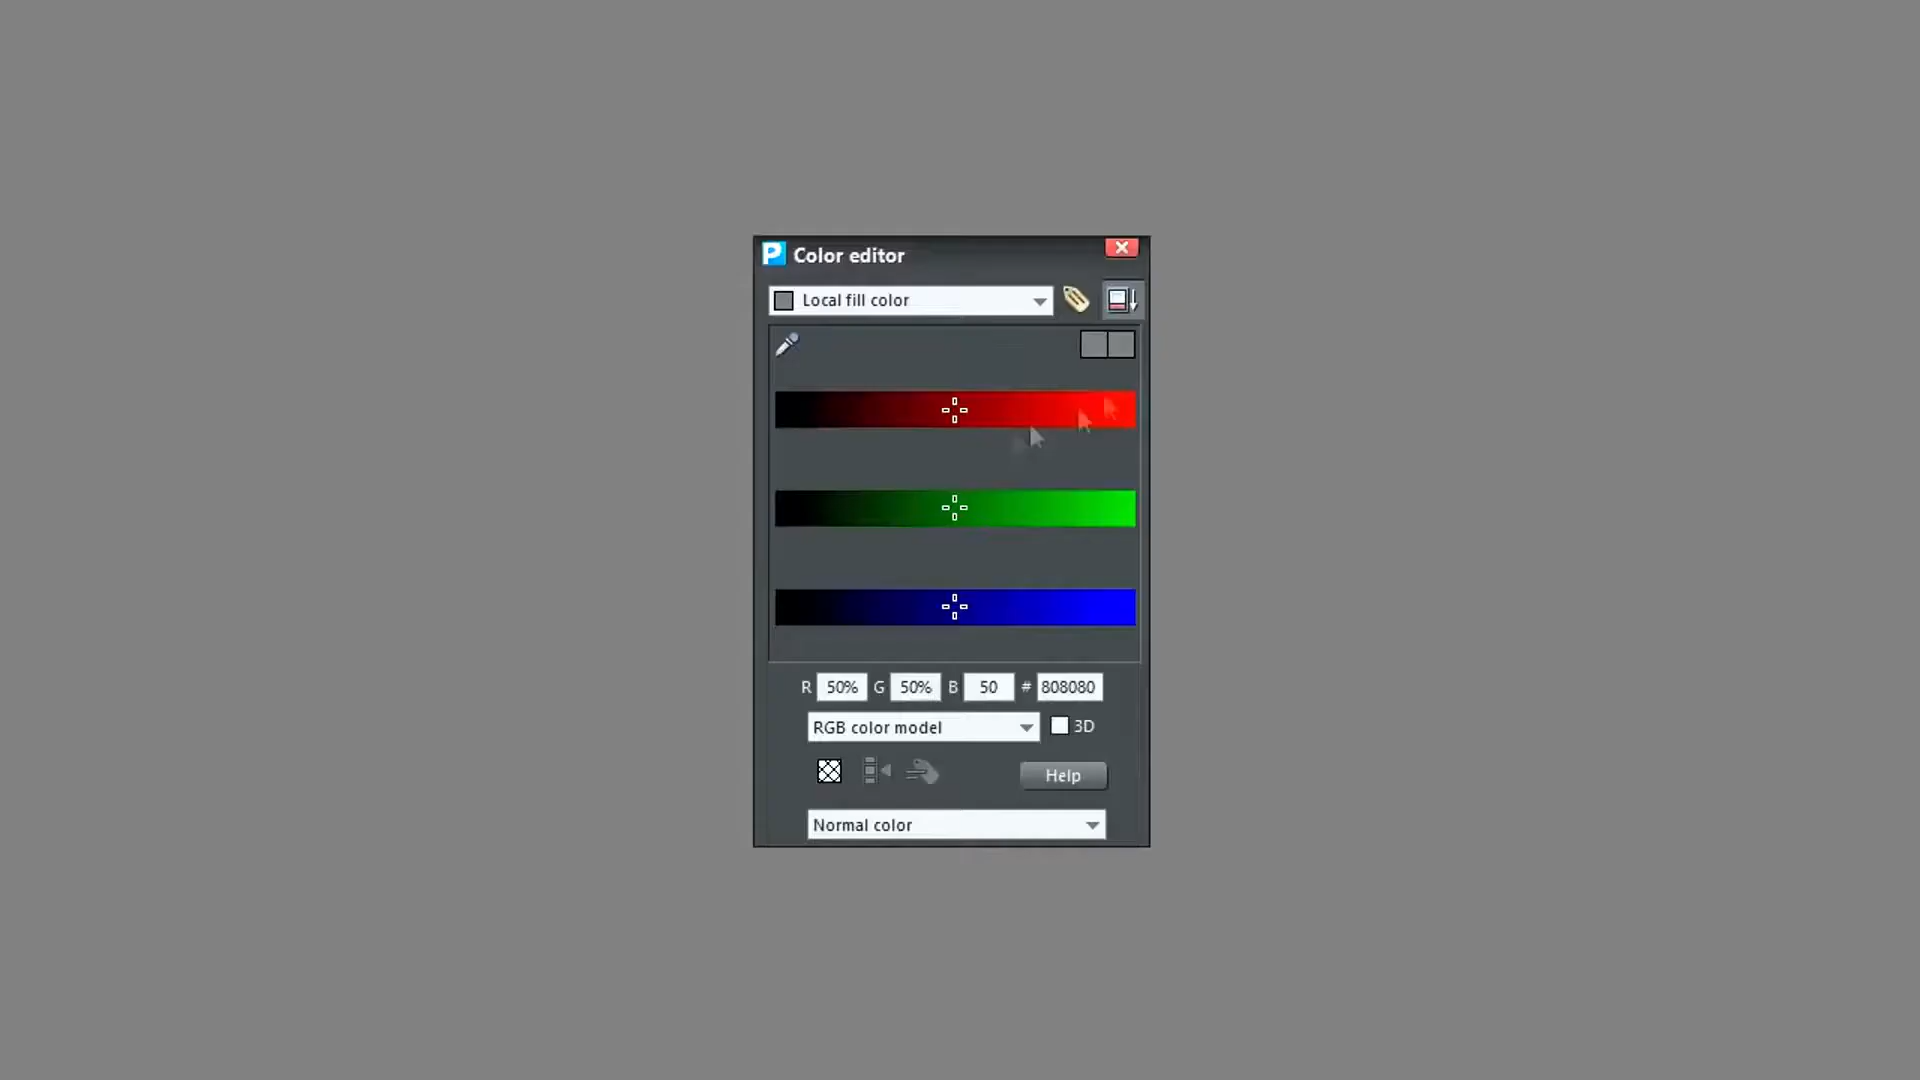 P Color editor
Local fill color
R 50% G 50% B 50 # 808080
RGB color model 3D
Help
Normal color